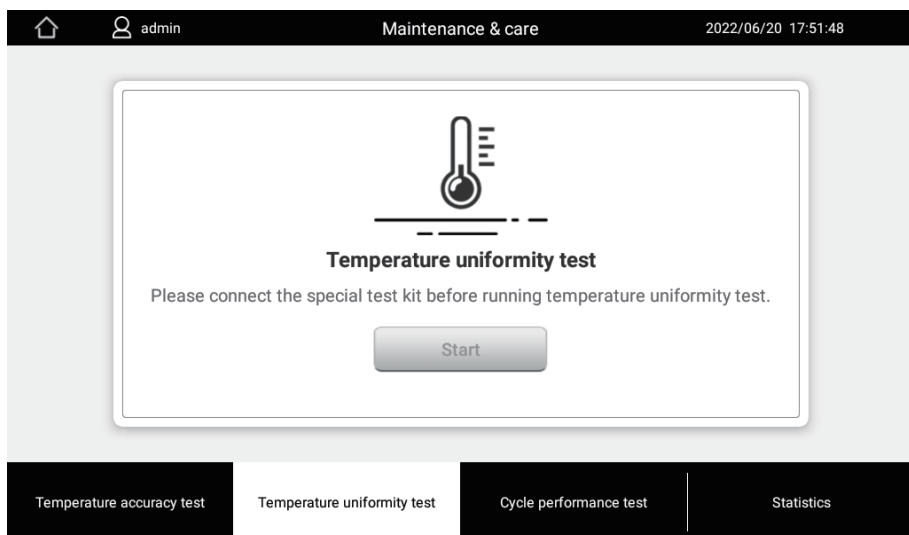 admin
Maintenance & care
2022/06/20 17:51:48
Temperature uniformity test
Please connect the special test kit before running temperature uniformity test.
Start
Temperature accuracy test
Temperature uniformity test
Cycle performance test
Statistics